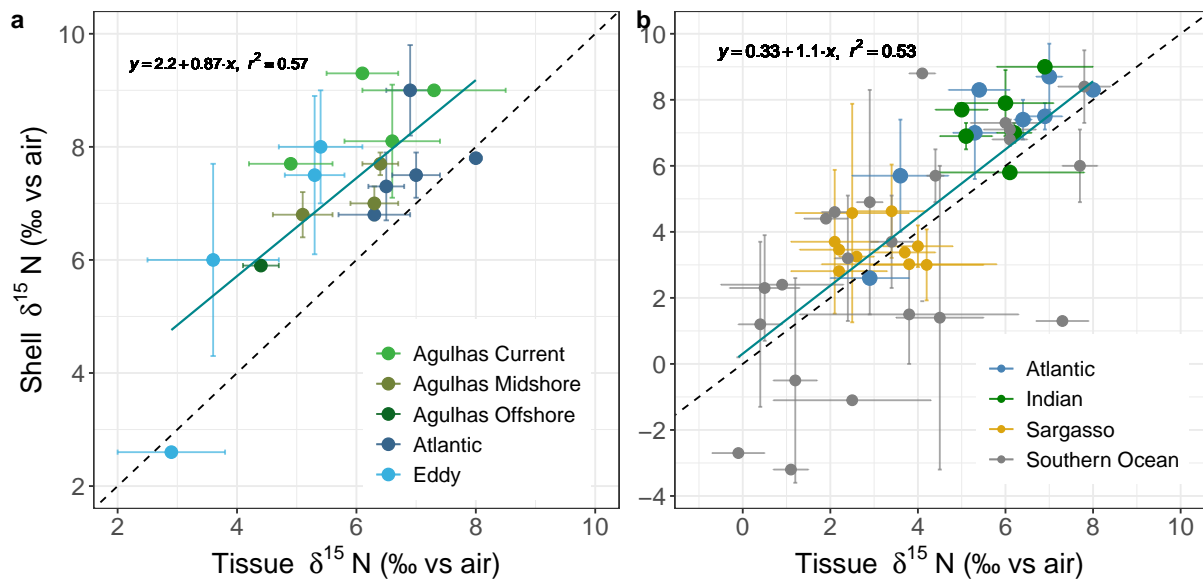 a
y = 2.2 + 0.87·x, r² = 0.57
10
8
6
4
2
Shell δ¹⁵ N (‰ vs air)
Agulhas Current
Agulhas Midshore
Agulhas Offshore
Atlantic
Eddy
2 4 6 8 10
Tissue δ¹⁵ N (‰ vs air)
b
y = 0.33 + 1.1·x, r² = 0.53
10
8
6
4
2
0
−2
−4
Atlantic
Indian
Sargasso
Southern Ocean
0 2 4 6 8 10
Tissue δ¹⁵ N (‰ vs air)